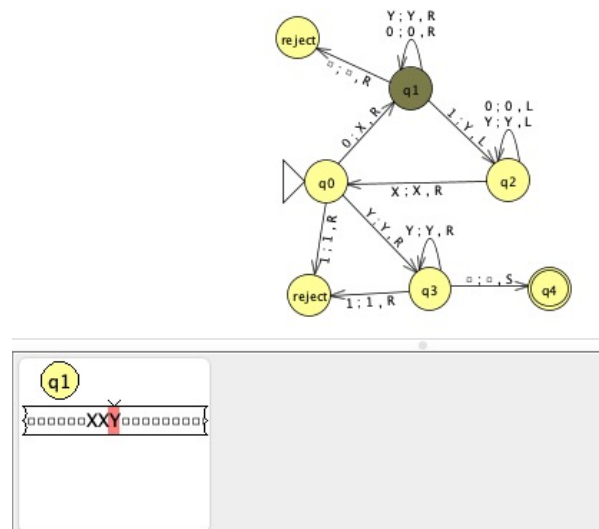 Y ; Y , R
0 ; 0 , R
reject
□ ; □ , R
q1
0 ; X , R
1 ; Y , L
0 ; 0 , L
Y ; Y , L
q0
X ; X , R
q2
1 ; 1 , R
Y ; Y , R
Y ; Y , R
reject
1 ; 1 , R
q3
□ ; □ , S
q4
q1
□□□□□□XXY□□□□□□□□□